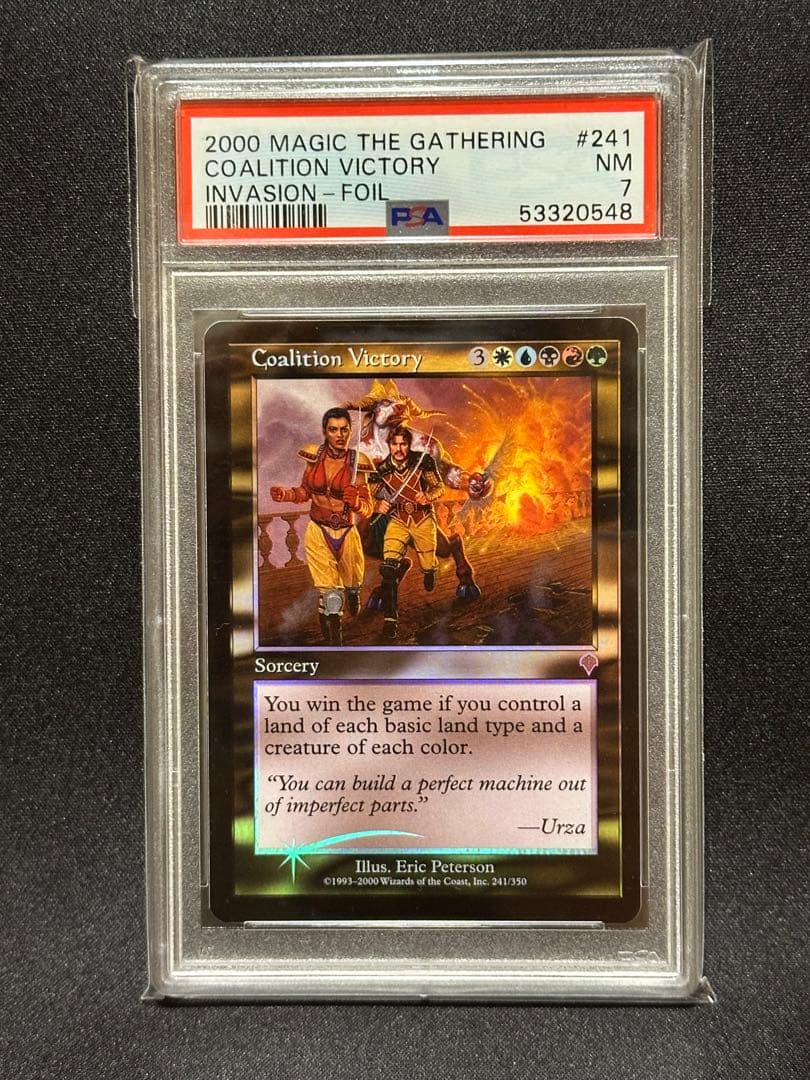 2000 MAGIC THE GATHERING #241
COALITION VICTORY NM
INVASION - FOIL 7
PSA 53320548
Coalition Victory 3
Sorcery
You win the game if you control a
land of each basic land type and a
creature of each color.
“You can build a perfect machine out
of imperfect parts.”
—Urza
Illus. Eric Peterson
©1993–2000 Wizards of the Coast, Inc. 241/350
PSA